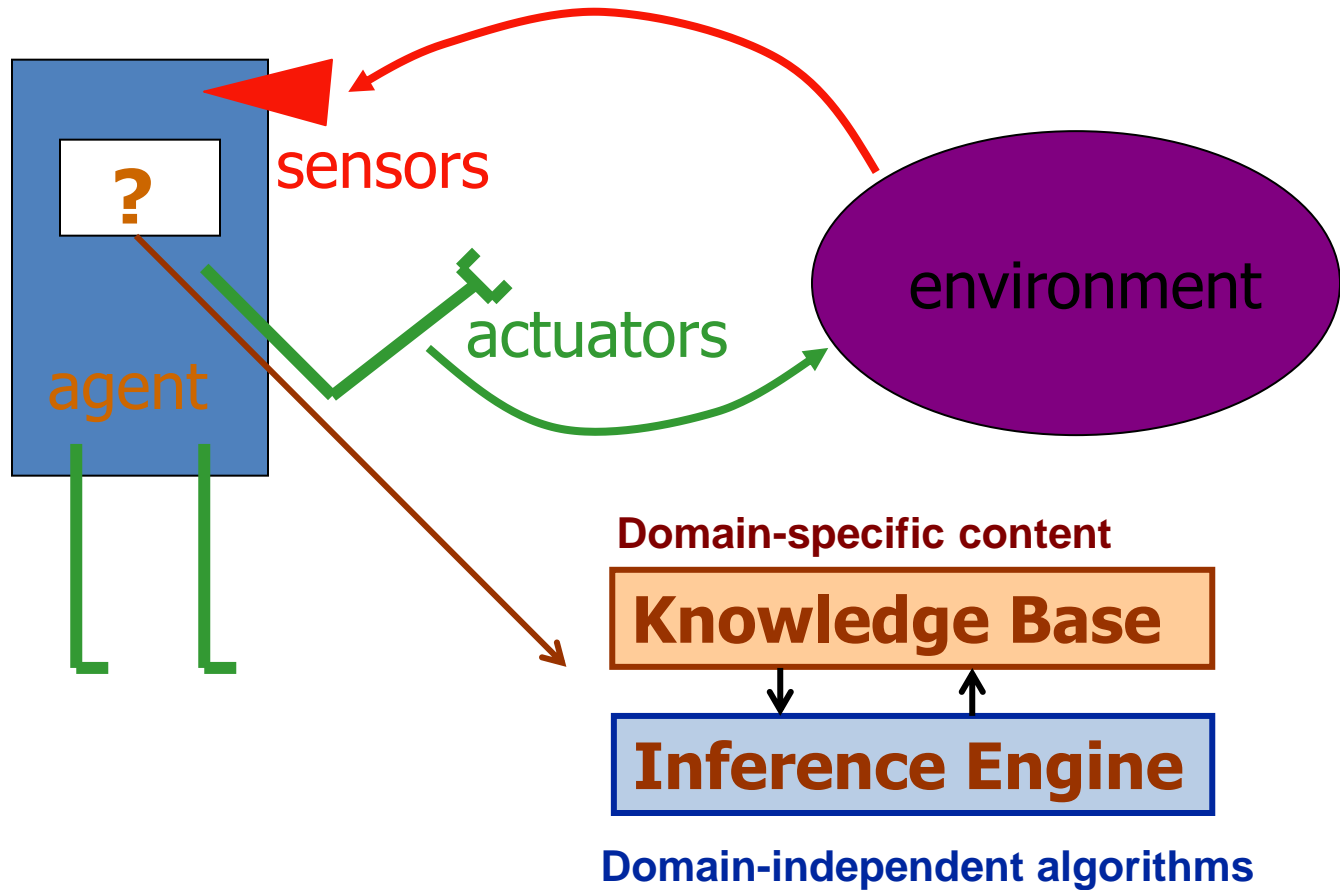 sensors
?
environment
actuators
agent
Domain-specific content
Knowledge Base
Inference Engine
Domain-independent algorithms